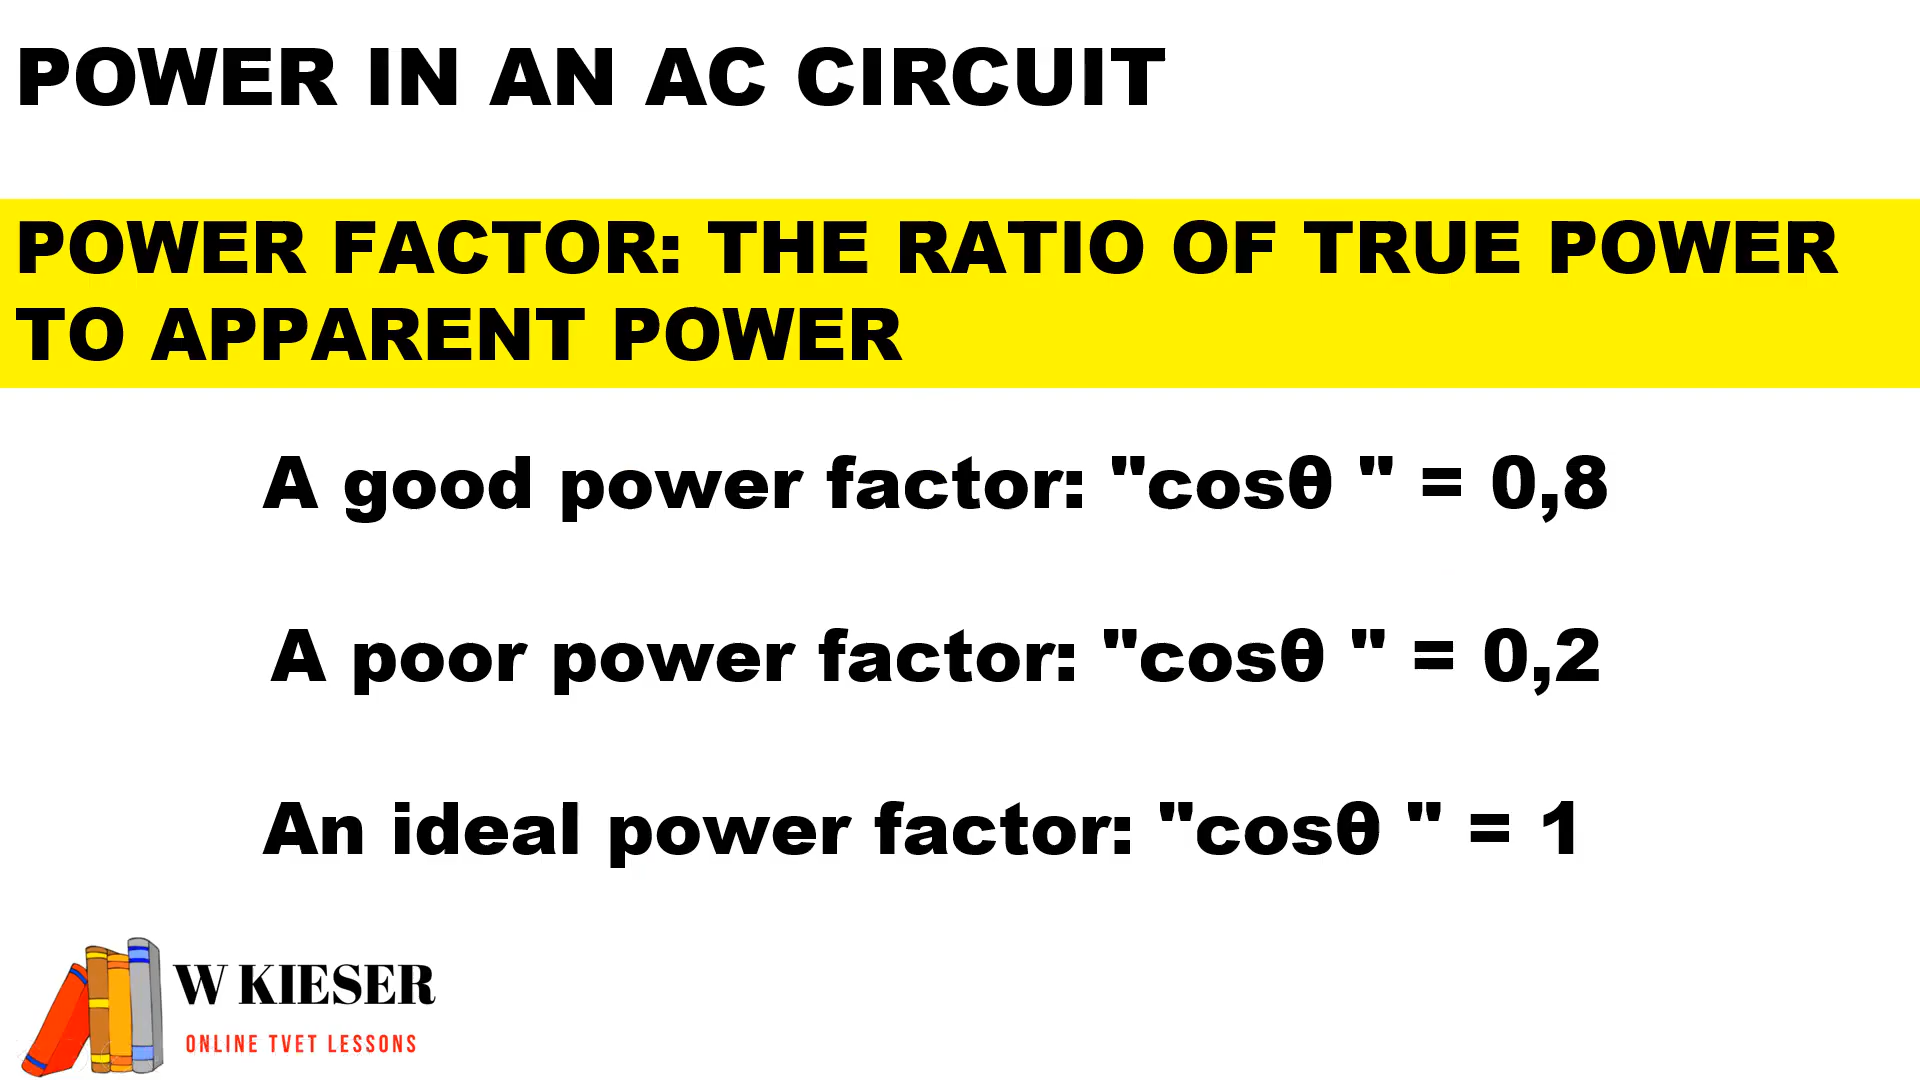 POWER IN AN AC CIRCUIT
POWER FACTOR: THE RATIO OF TRUE POWER
TO APPARENT POWER
A good power factor: "cosθ " = 0,8
A poor power factor: "cosθ " = 0,2
An ideal power factor: "cosθ " = 1
W KIESER
ONLINE TVET LESSONS